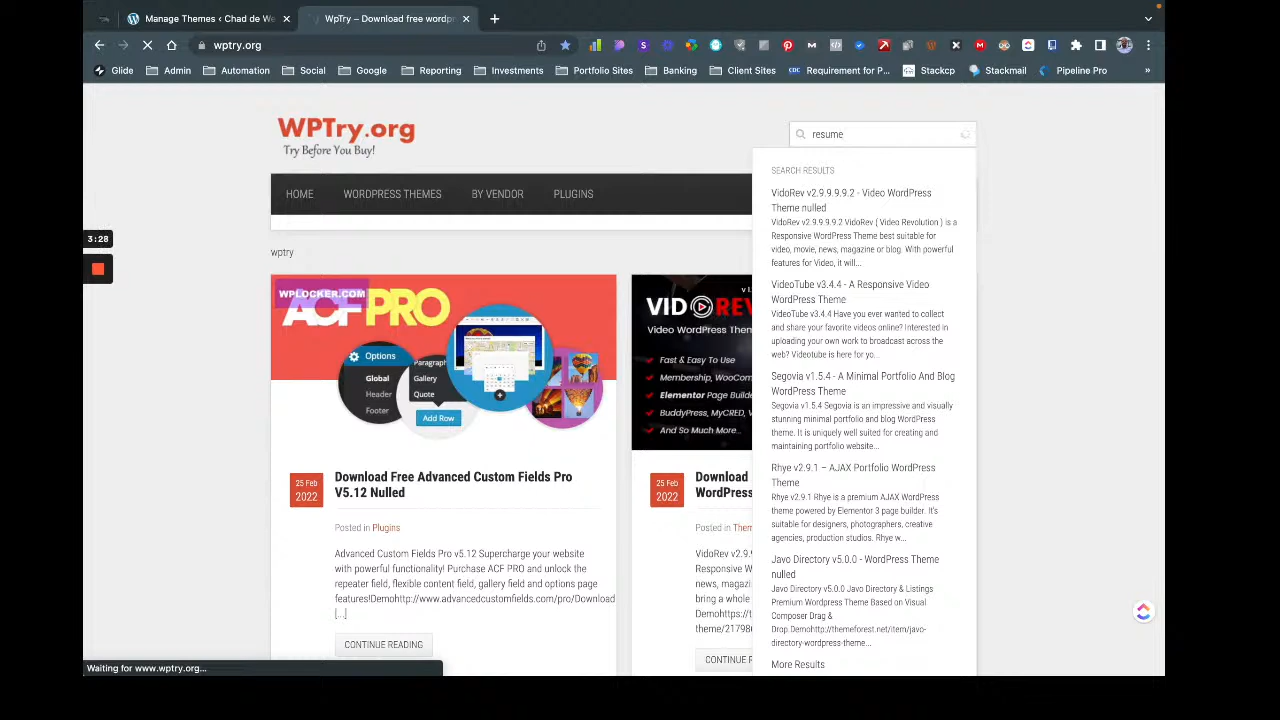 Manage Themes ‹ Chad de We
WPTry – Download free wordpr
wptry.org
Glide
Admin
Automation
Social
Google
Reporting
Investments
Portfolio Sites
Banking
Client Sites
Requirement for P...
Stackcp
Stackmail
Pipeline Pro
»
3:28
WPTry.org
Try Before You Buy!
resume
HOME
WORDPRESS THEMES
BY VENDOR
PLUGINS
wptry
WPLOCKER.COM
ACF PRO
Options
Global
Header
Footer
Paragraph
Gallery
Quote
Add Row
25 Feb
2022
Download Free Advanced Custom Fields Pro
V5.12 Nulled
Posted in Plugins
Advanced Custom Fields Pro v5.12 Supercharge your website
with powerful functionality! Purchase ACF PRO and unlock the
repeater field, flexible content field, gallery field and options page
features!Demohttp://www.advancedcustomfields.com/pro/Download
[...]
CONTINUE READING
VIDOREV
Video WordPress Them
Fast & Easy To Use
Membership, WooCom
Elementor Page Builde
BuddyPress, MyCRED, V
And So Much More...
25 Feb
2022
Download
WordPress
Posted in Them
VidoRev v2.9.9
Responsive W
news, magazi
bring a whole
Demohttps://t
theme/217986
CONTINUE R
SEARCH RESULTS
VidoRev v2.9.9.9.9.2 - Video WordPress
Theme nulled
VidoRev v2.9.9.9.9.2 VidoRev ( Video Revolution ) is a
Responsive WordPress Theme best suitable for
video, movie, news, magazine or blog. With powerful
features for Video, it will...
VideoTube v3.4.4 - A Responsive Video
WordPress Theme
VideoTube v3.4.4 Have you ever wanted to collect
and share your favorite videos online? Interested in
uploading your own work to broadcast across the
web? Videotube is here for yo...
Segovia v1.5.4 - A Minimal Portfolio And Blog
WordPress Theme
Segovia v1.5.4 Segovia is an impressive and visually
stunning minimal portfolio and blog WordPress
theme. It is uniquely well suited for creating and
maintaining portfolio website...
Rhye v2.9.1 – AJAX Portfolio WordPress
Theme
Rhye v2.9.1 Rhye is a premium AJAX WordPress
theme powered by Elementor 3 page builder. It's
suitable for designers, photographers, creative
agencies, production studios. Rhye w...
Javo Directory v5.0.0 - WordPress Theme
nulled
Javo Directory v5.0.0 Javo Directory & Listings
Premium Wordpress Theme Based on Visual
Composer Drag &
Drop.Demohttp://themeforest.net/item/javo-
directory-wordpress-theme...
More Results
Waiting for www.wptry.org...